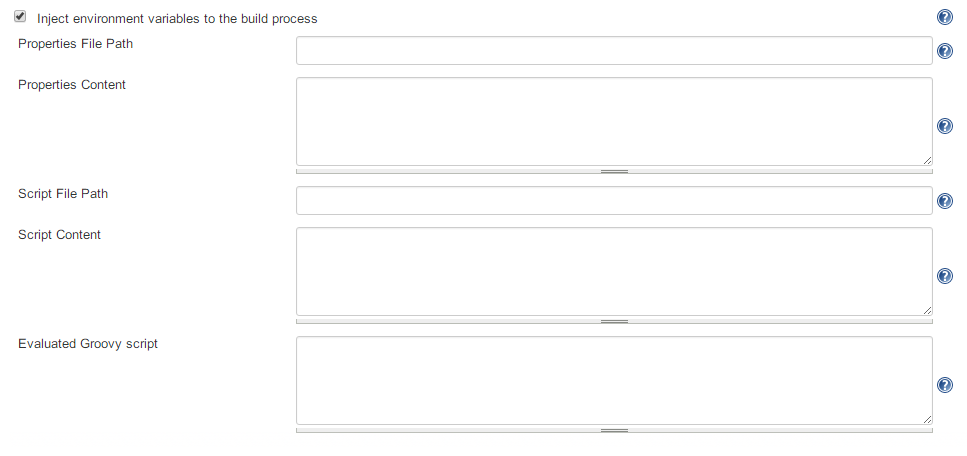 Inject environment variables to the build process
Properties File Path
Properties Content
Script File Path
Script Content
Evaluated Groovy script